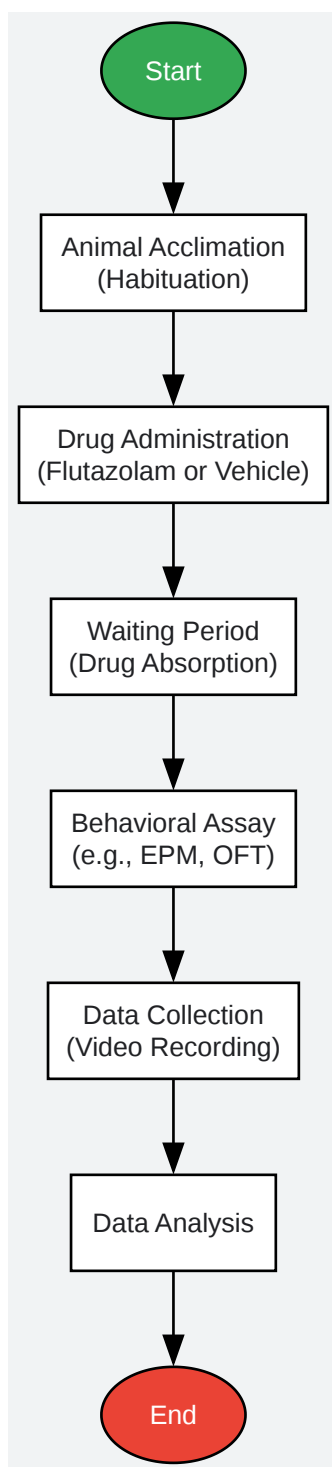 Start
Animal Acclimation
(Habituation)
Drug Administration
(Flutazolam or Vehicle)
Waiting Period
(Drug Absorption)
Behavioral Assay
(e.g., EPM, OFT)
Data Collection
(Video Recording)
Data Analysis
End